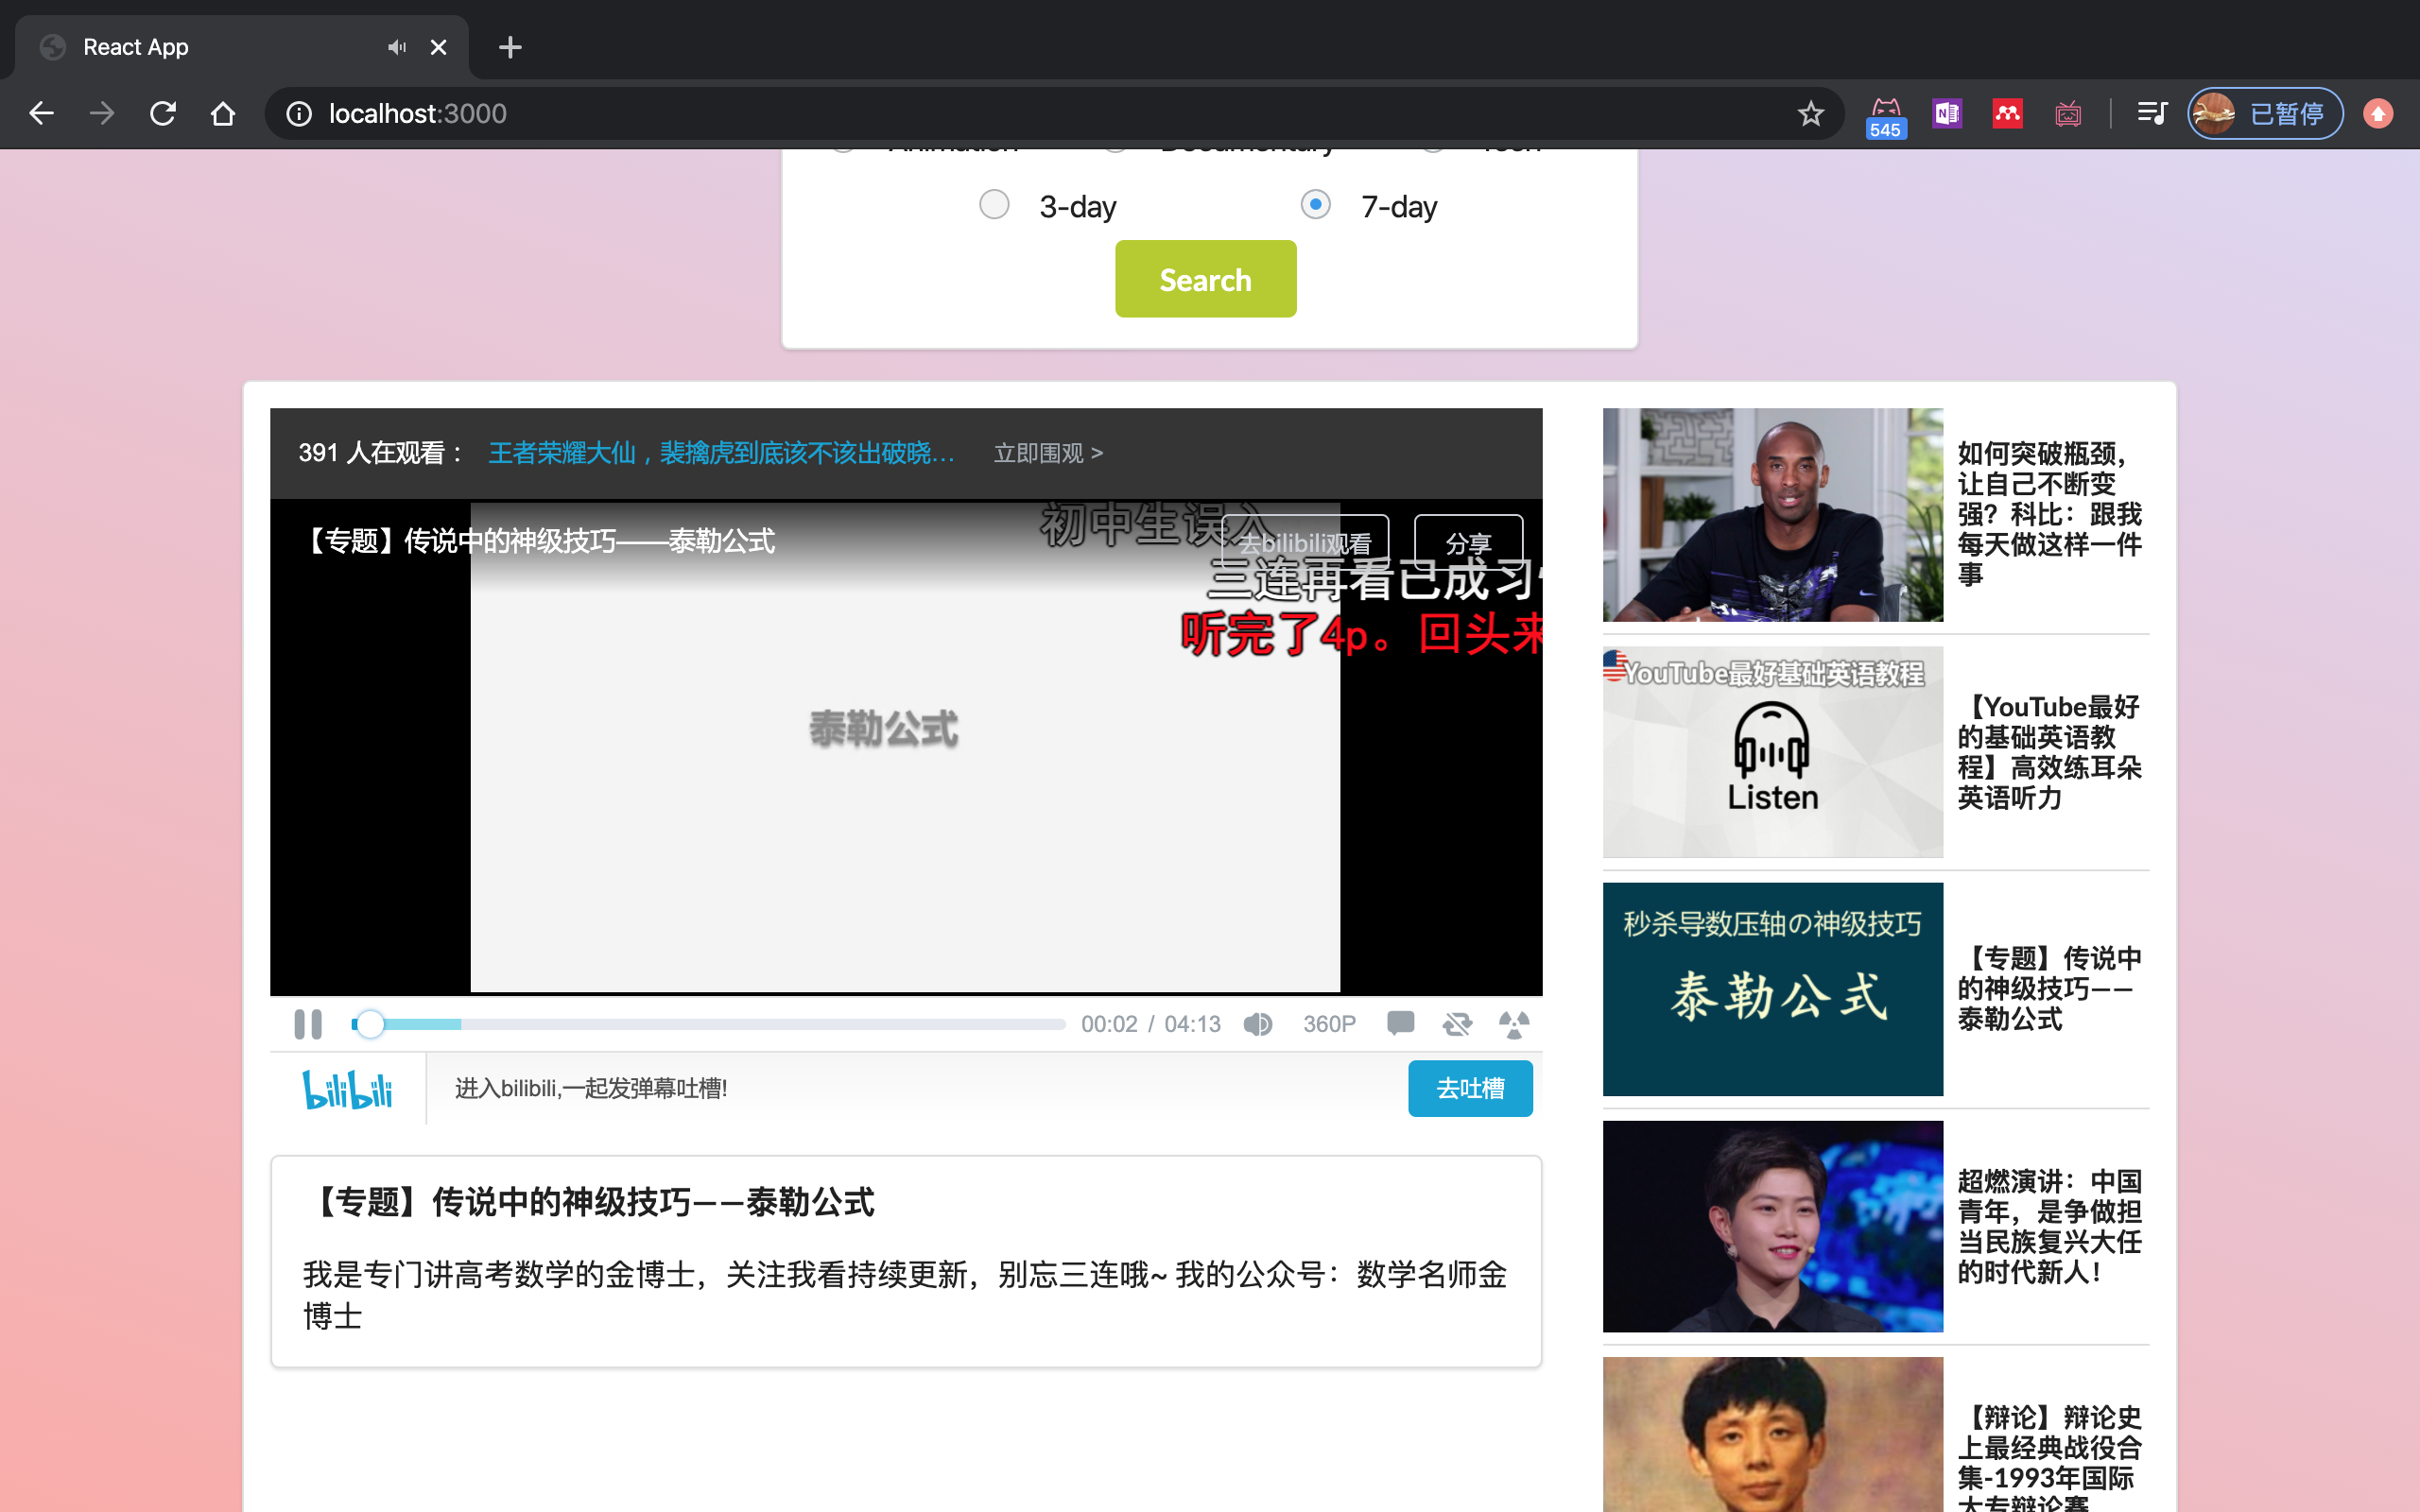 React App
localhost:3000
545
已暂停
Animation
Documentary
Tech
3-day
7-day
Search
391 人在观看：
王者荣耀大仙，裴擒虎到底该不该出破晓…
立即围观 >
【专题】传说中的神级技巧——泰勒公式
初中生误入
去bilibili观看
分享
三连再看已成习
听完了4p。回头来
泰勒公式
00:02 / 04:13
360P
bilibili
进入bilibili,一起发弹幕吐槽!
去吐槽
【专题】传说中的神级技巧——泰勒公式
我是专门讲高考数学的金博士，关注我看持续更新，别忘三连哦~ 我的公众号：数学名师金
博士
如何突破瓶颈，
让自己不断变
强？科比：跟我
每天做这样一件
事
YouTube最好基础英语教程
Listen
【YouTube最好
的基础英语教
程】高效练耳朵
英语听力
秒杀导数压轴の神级技巧
泰勒公式
【专题】传说中
的神级技巧——
泰勒公式
超燃演讲：中国
青年，是争做担
当民族复兴大任
的时代新人！
【辩论】辩论史
上最经典战役合
集-1993年国际
大专辩论赛